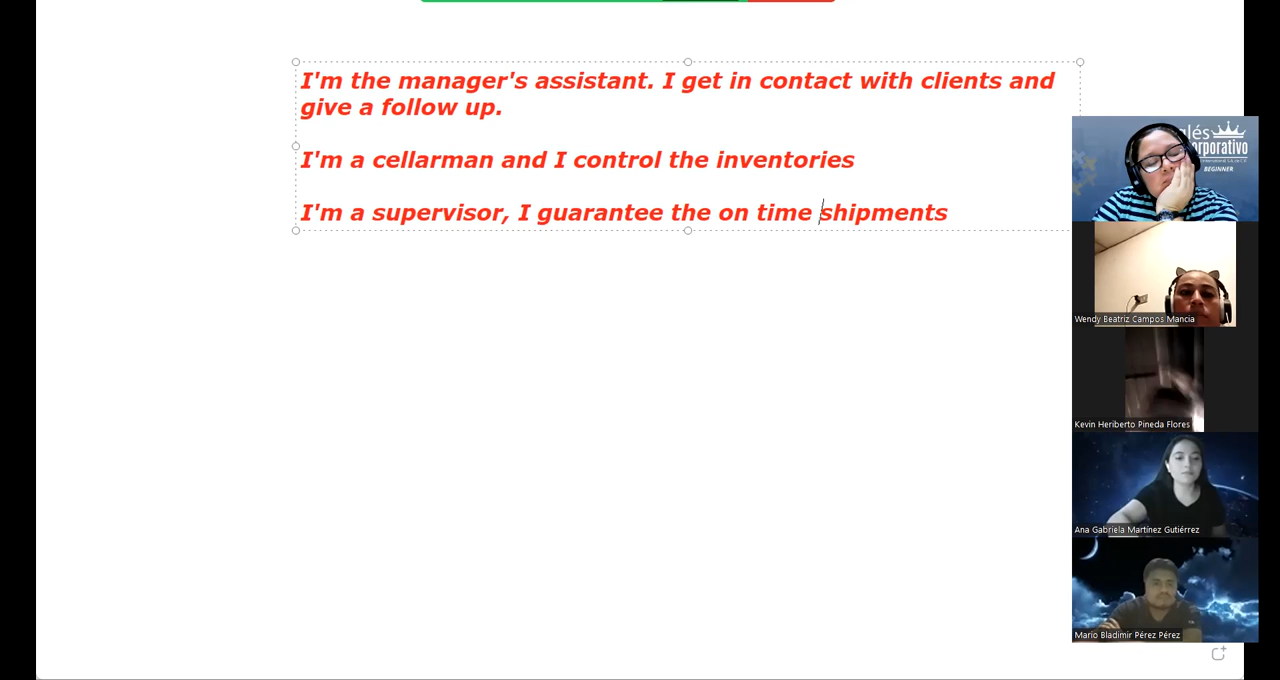 I'm the manager's assistant. I get in contact with clients and
give a follow up.
I'm a cellarman and I control the inventories
I'm a supervisor, I guarantee the on time shipments
BEGINNER
Wendy Beatriz Campos Mancia
Kevin Heriberto Pineda Flores
Ana Gabriela Martínez Gutiérrez
Mario Bladimir Pérez Pérez